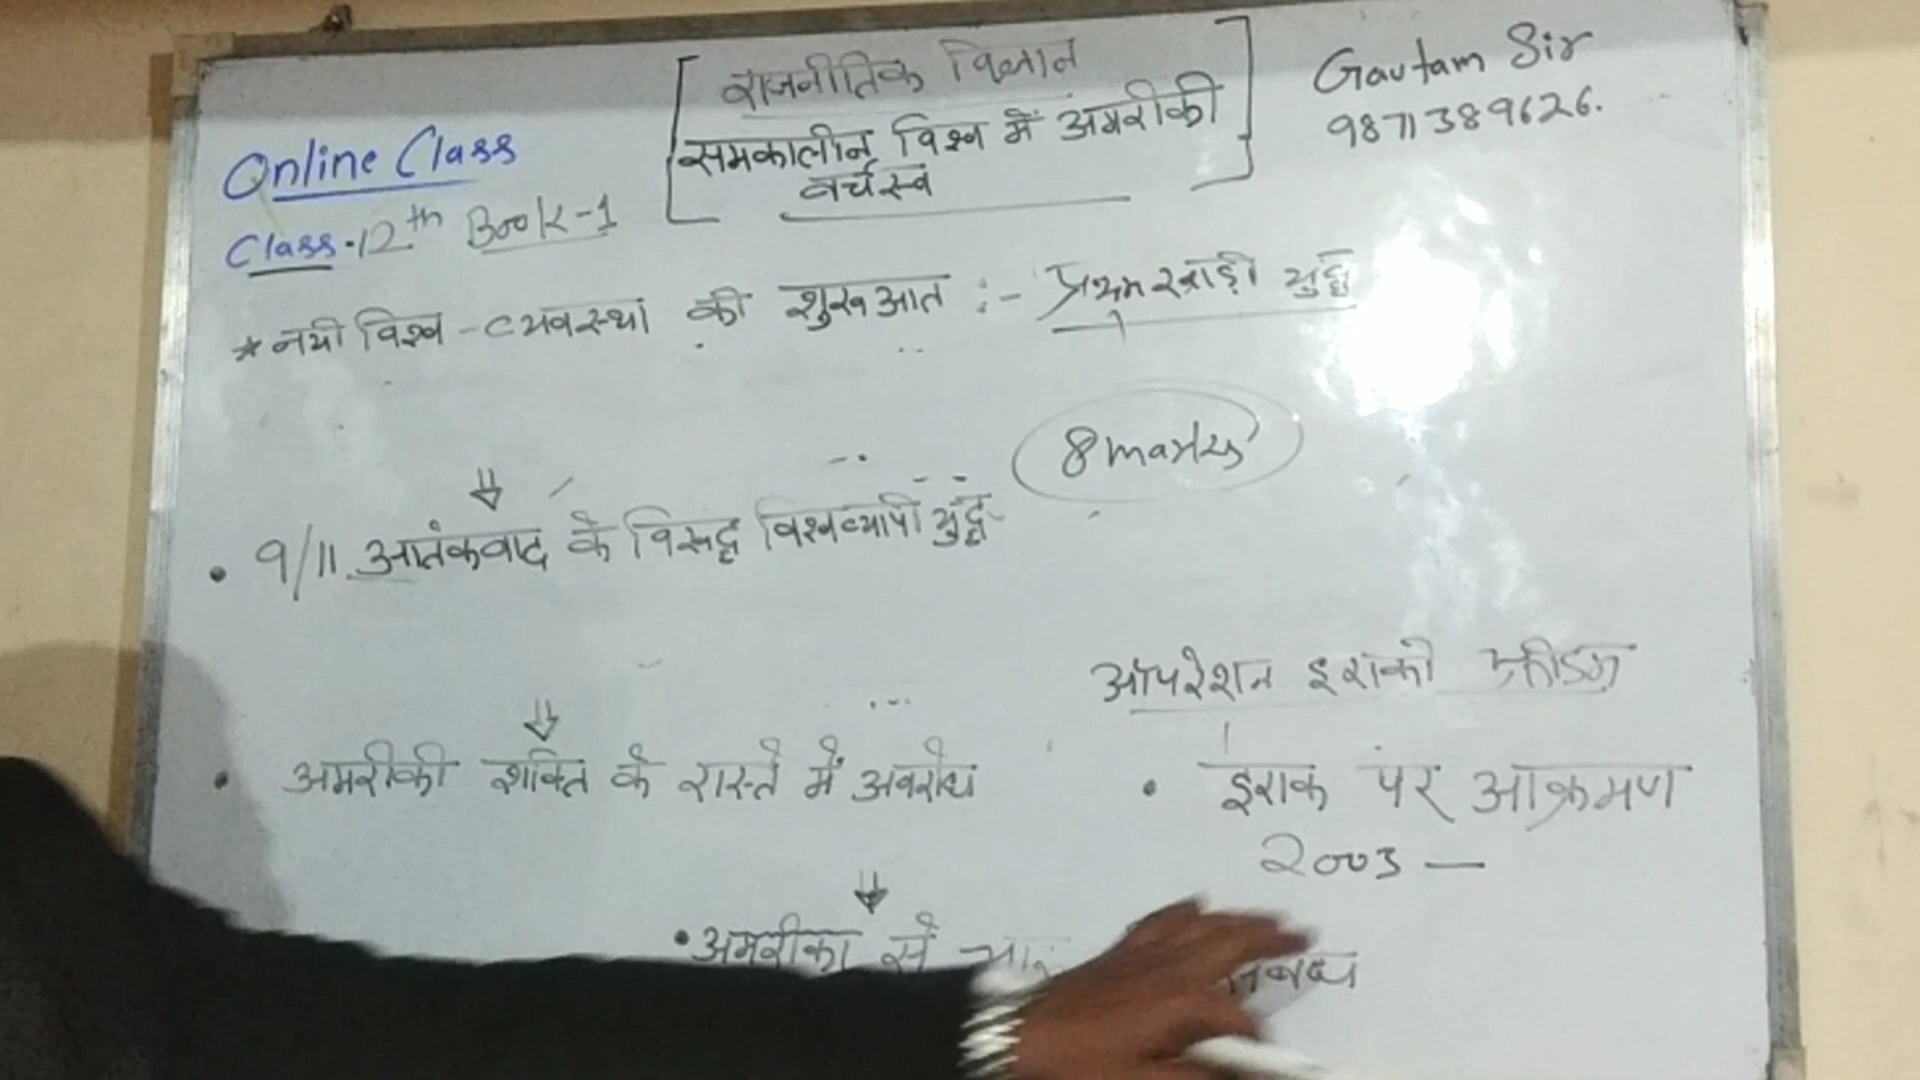 राजनीतिक विज्ञान
समकालीन विश्व में अमरीकी
वर्चस्व
Gautam Sir
9871389626.
Online Class
Class-12th Book-1
* नयी विश्व-व्यवस्था की शुरूआत :- प्रथम खाड़ी युद्ध
8 marks
• 9/11 आतंकवाद के विरूद्ध विश्वव्यापी युद्ध
ऑपरेशन इराकी फ्रीडम
• अमरीकी शक्ति के रास्ते में अवरोध
• इराक पर आक्रमण
2003 —
• अमरीका से